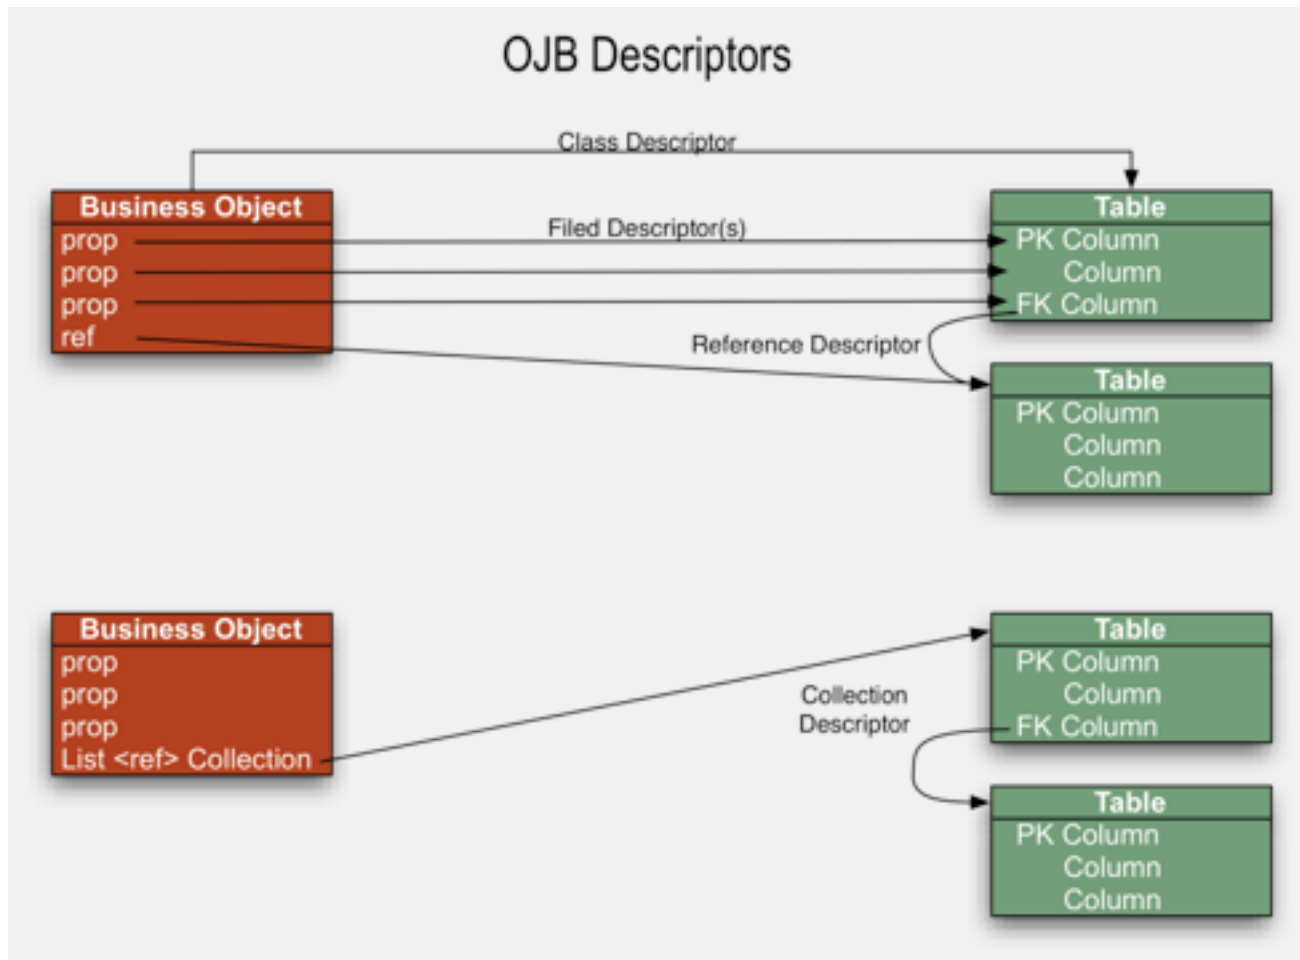 OJB Descriptors
Class Descriptor
Business Object
prop
prop
prop
ref
Filed Descriptor(s)
Table
PK Column
Column
FK Column
Reference Descriptor
Table
PK Column
Column
Column
Business Object
prop
prop
prop
List <ref> Collection
Collection
Descriptor
Table
PK Column
Column
FK Column
Table
PK Column
Column
Column